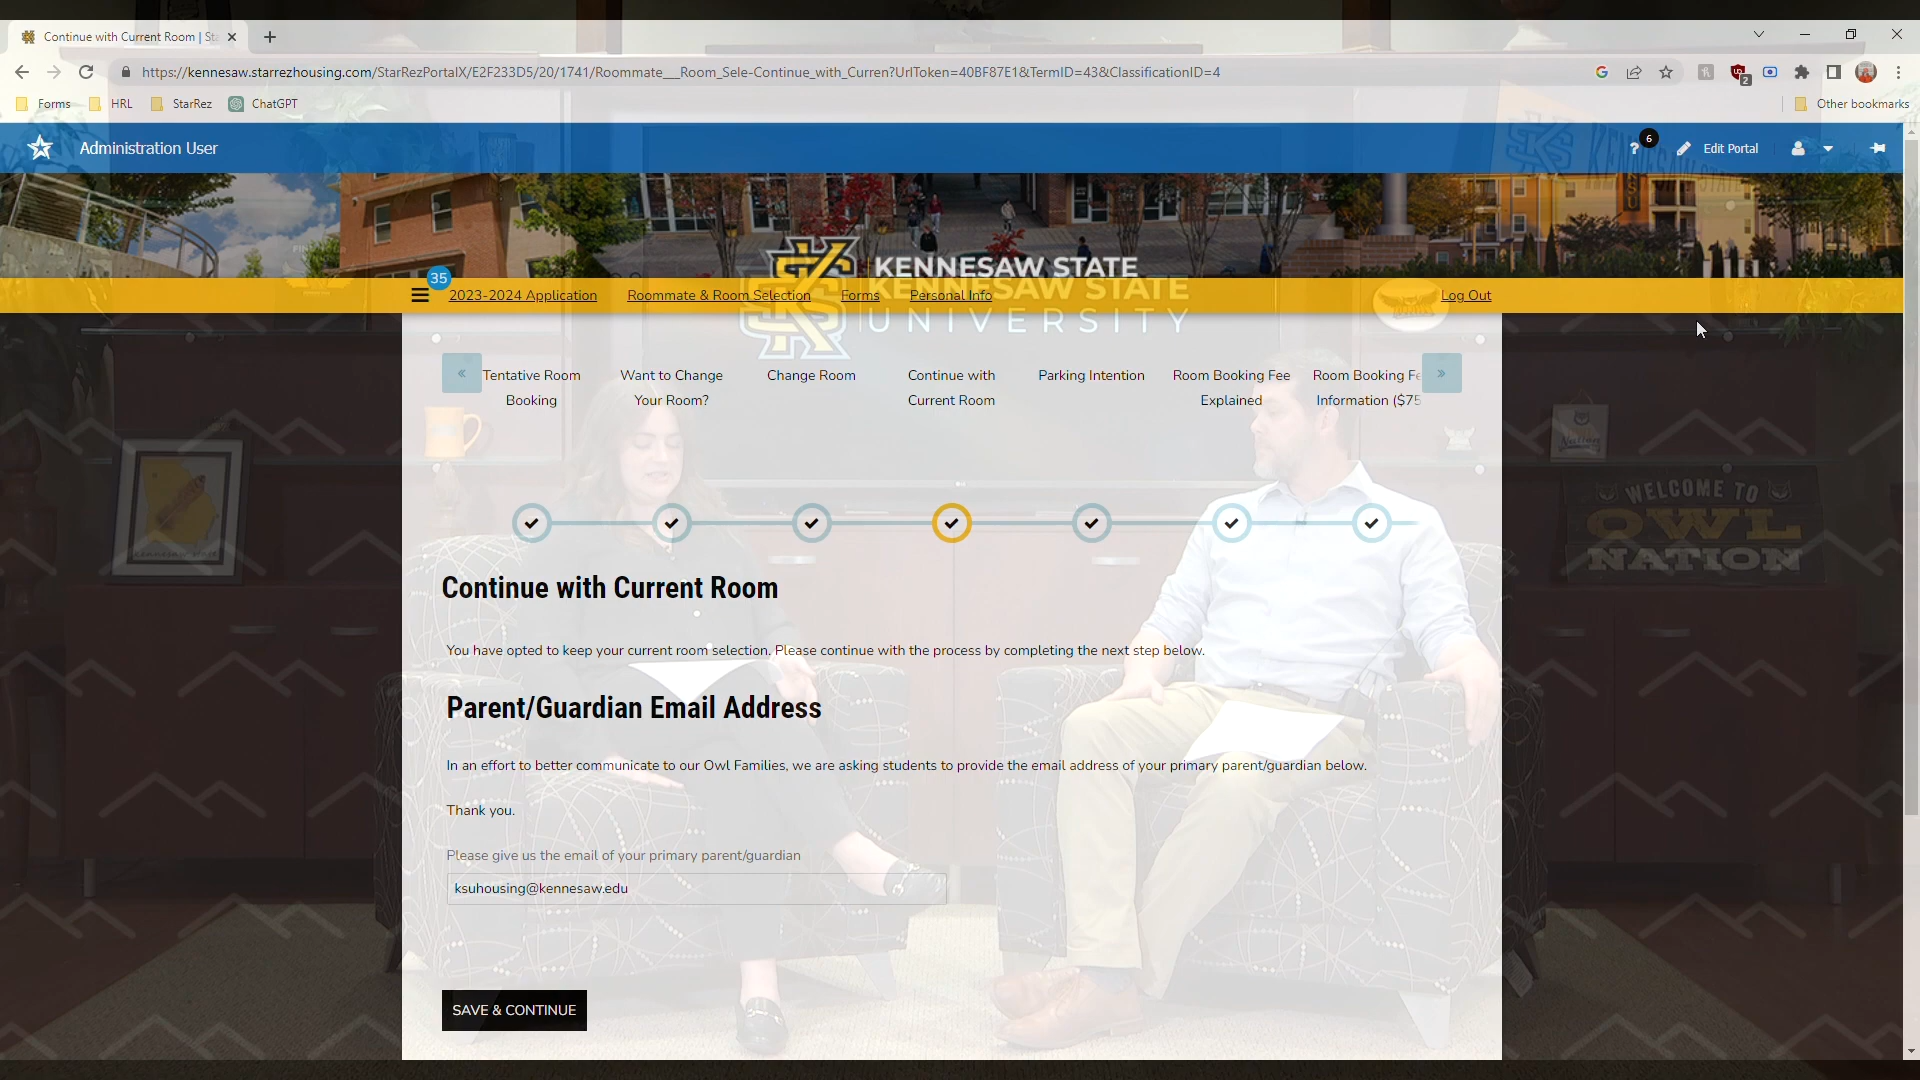 Continue with Current Room | Sta
https://kennesaw.starrezhousing.com/StarRezPortalX/E2F233D5/20/1741/Roommate___Room_Sele-Continue_with_Curren?UrlToken=40BF87E1&TermID=43&ClassificationID=4
2
Forms
HRL
StarRez
ChatGPT
Other bookmarks
Administration User
?
6
Edit Portal
KENNESAW STATE
KENNESAW STATE
UNIVERSITY
35
2023-2024 Application
Roommate & Room Selection
Forms
Personal Info
Log Out
«
Tentative Room
Booking
Want to Change
Your Room?
Change Room
Continue with
Current Room
Parking Intention
Room Booking Fee
Explained
Room Booking Fe
Information ($75
»
WELCOME TO
OWL
NATION
Kennesaw State
Continue with Current Room
You have opted to keep your current room selection. Please continue with the process by completing the next step below.
Parent/Guardian Email Address
In an effort to better communicate to our Owl Families, we are asking students to provide the email address of your primary parent/guardian below.
Thank you.
Please give us the email of your primary parent/guardian
ksuhousing@kennesaw.edu
SAVE & CONTINUE